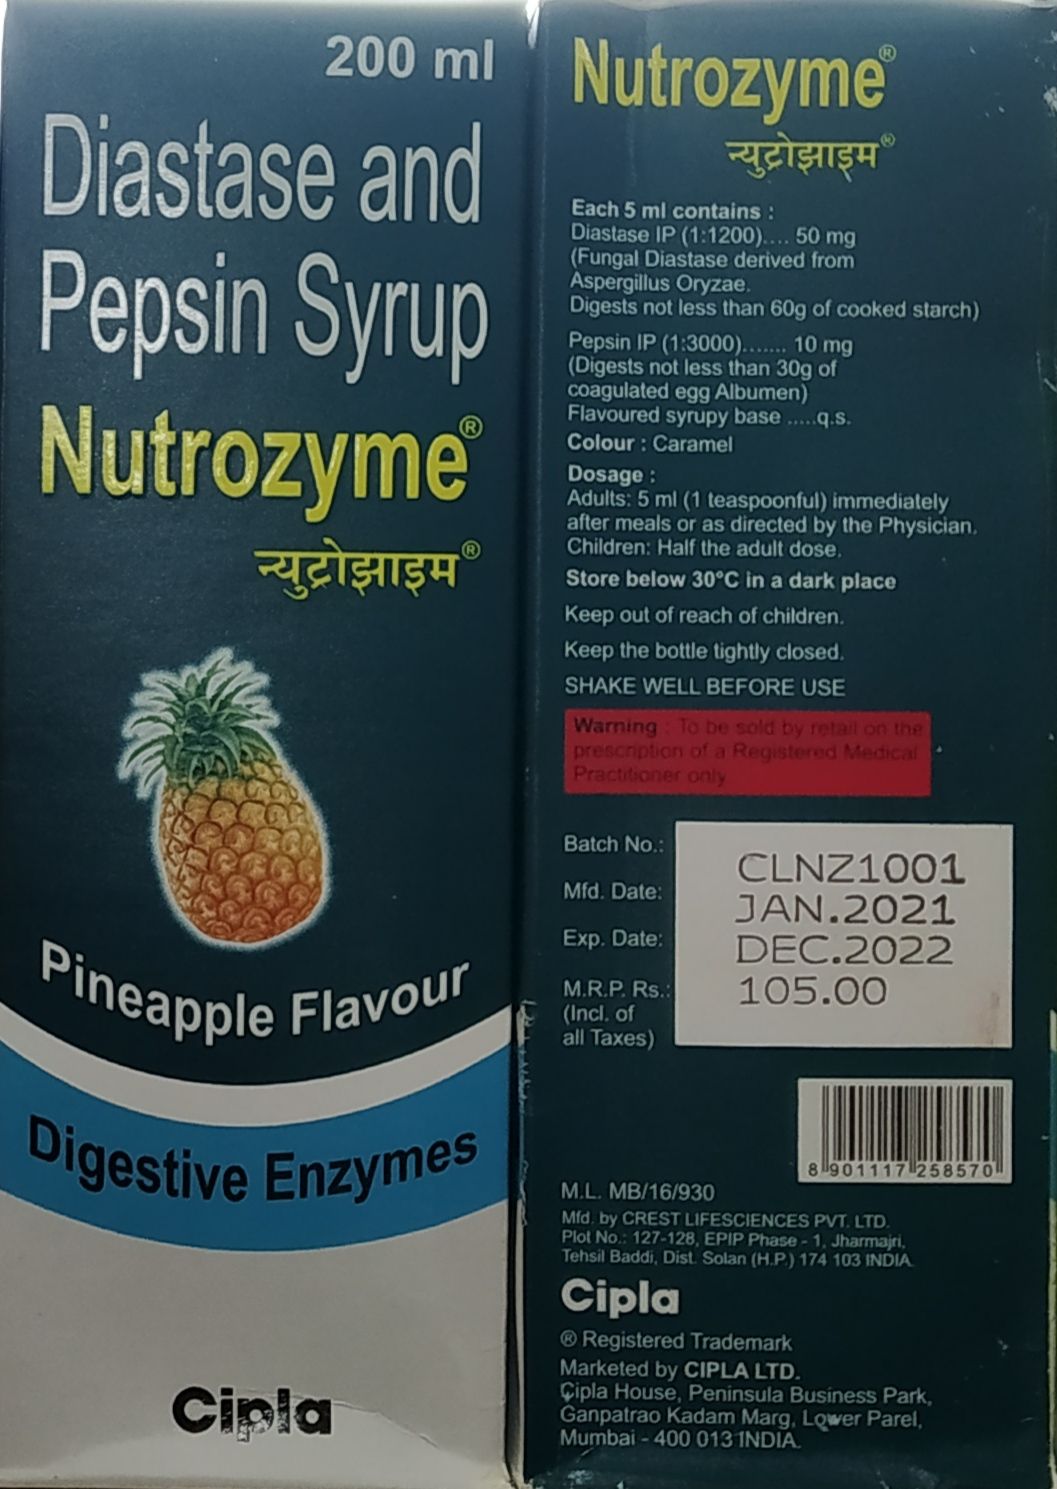 200 ml
Diastase and
Pepsin Syrup
Nutrozyme®
न्युट्रोझाइम®
Pineapple Flavour
Digestive Enzymes
Cipla
Nutrozyme®
न्युट्रोझाइम®
Each 5 ml contains :
Diastase IP (1:1200).... 50 mg
(Fungal Diastase derived from
Aspergillus Oryzae.
Digests not less than 60g of cooked starch)
Pepsin IP (1:3000)....... 10 mg
(Digests not less than 30g of
coagulated egg Albumen)
Flavoured syrupy base .....q.s.
Colour : Caramel
Dosage :
Adults: 5 ml (1 teaspoonful) immediately
after meals or as directed by the Physician.
Children: Half the adult dose.
Store below 30°C in a dark place
Keep out of reach of children.
Keep the bottle tightly closed.
SHAKE WELL BEFORE USE
Warning : To be sold by retail on the
prescription of a Registered Medical
Practitioner only.
Batch No.: CLNZ1001
Mfd. Date: JAN.2021
Exp. Date: DEC.2022
M.R.P. Rs.: 105.00
(Incl. of
all Taxes)
8 901117 258570
M.L. MB/16/930
Mfd. by CREST LIFESCIENCES PVT. LTD.
Plot No.: 127-128, EPIP Phase - 1, Jharmajri,
Tehsil Baddi, Dist. Solan (H.P.) 174 103 INDIA.
Cipla
® Registered Trademark
Marketed by CIPLA LTD.
Cipla House, Peninsula Business Park,
Ganpatrao Kadam Marg, Lower Parel,
Mumbai - 400 013 INDIA.